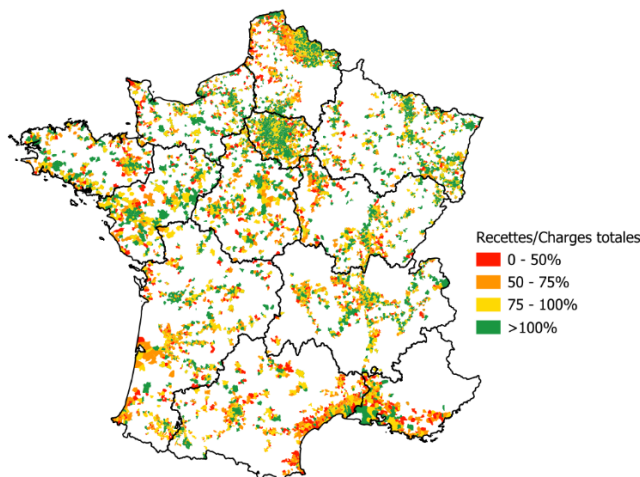 Recettes/Charges totales
0 - 50%
50 - 75%
75 - 100%
>100%